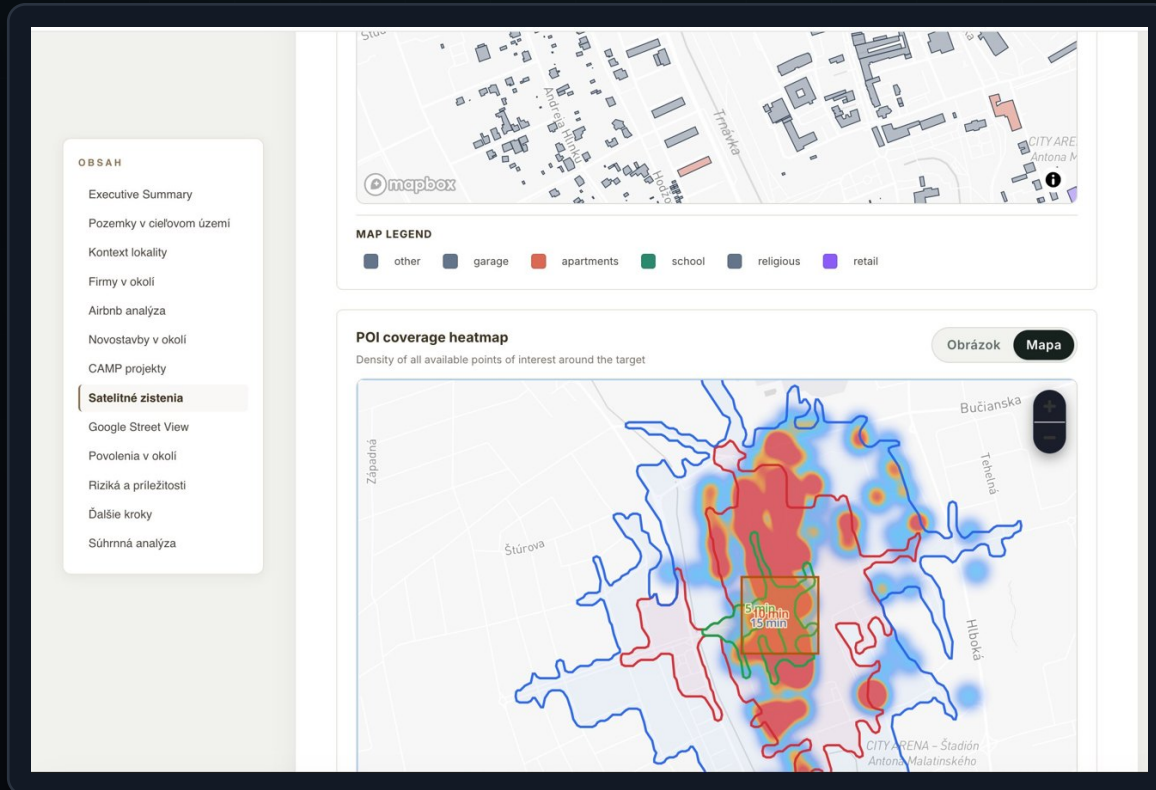 OBSAH
Executive Summary
Pozemky v cieľovom území
Kontext lokality
Firmy v okolí
Airbnb analýza
Novostavby v okolí
CAMP projekty
Satelitné zistenia
Google Street View
Povolenia v okolí
Riziká a príležitosti
Ďalšie kroky
Súhrnná analýza
Andreja Hlinku
Trnávka
CITY ARE
Antona M
mapbox
MAP LEGEND
other garage apartments school religious retail
POI coverage heatmap
Density of all available points of interest around the target
Obrázok Mapa
Bučianska
Západná
Tehelná
Štúrova
5 min
10 min
15 min
Hlboká
CITY ARENA – Štadión
Antona Malatinského